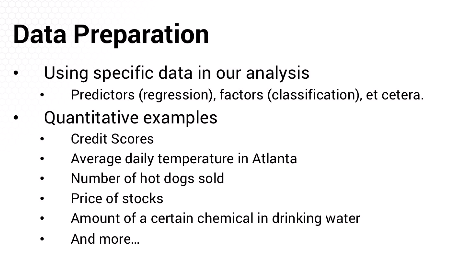 Data Preparation
• Using specific data in our analysis
• Predictors (regression), factors (classification), et cetera.
• Quantitative examples
• Credit Scores
• Average daily temperature in Atlanta
• Number of hot dogs sold
• Price of stocks
• Amount of a certain chemical in drinking water
• And more…